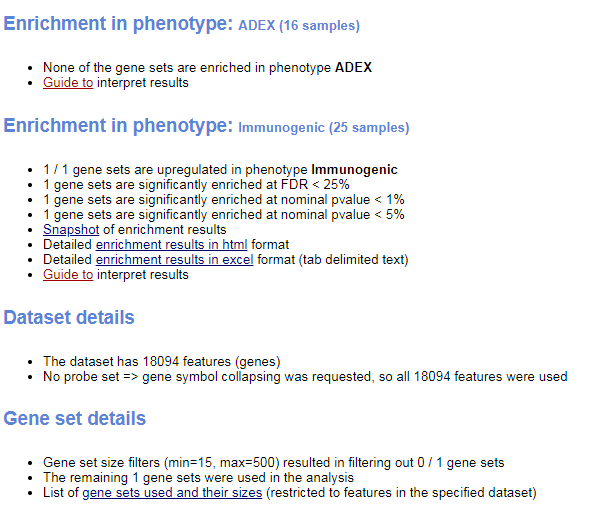 Enrichment in phenotype: ADEX (16 samples)
• None of the gene sets are enriched in phenotype ADEX
• Guide to interpret results
Enrichment in phenotype: Immunogenic (25 samples)
• 1 / 1 gene sets are upregulated in phenotype Immunogenic
• 1 gene sets are significantly enriched at FDR < 25%
• 1 gene sets are significantly enriched at nominal pvalue < 1%
• 1 gene sets are significantly enriched at nominal pvalue < 5%
• Snapshot of enrichment results
• Detailed enrichment results in html format
• Detailed enrichment results in excel format (tab delimited text)
• Guide to interpret results
Dataset details
• The dataset has 18094 features (genes)
• No probe set => gene symbol collapsing was requested, so all 18094 features were used
Gene set details
• Gene set size filters (min=15, max=500) resulted in filtering out 0 / 1 gene sets
• The remaining 1 gene sets were used in the analysis
• List of gene sets used and their sizes (restricted to features in the specified dataset)